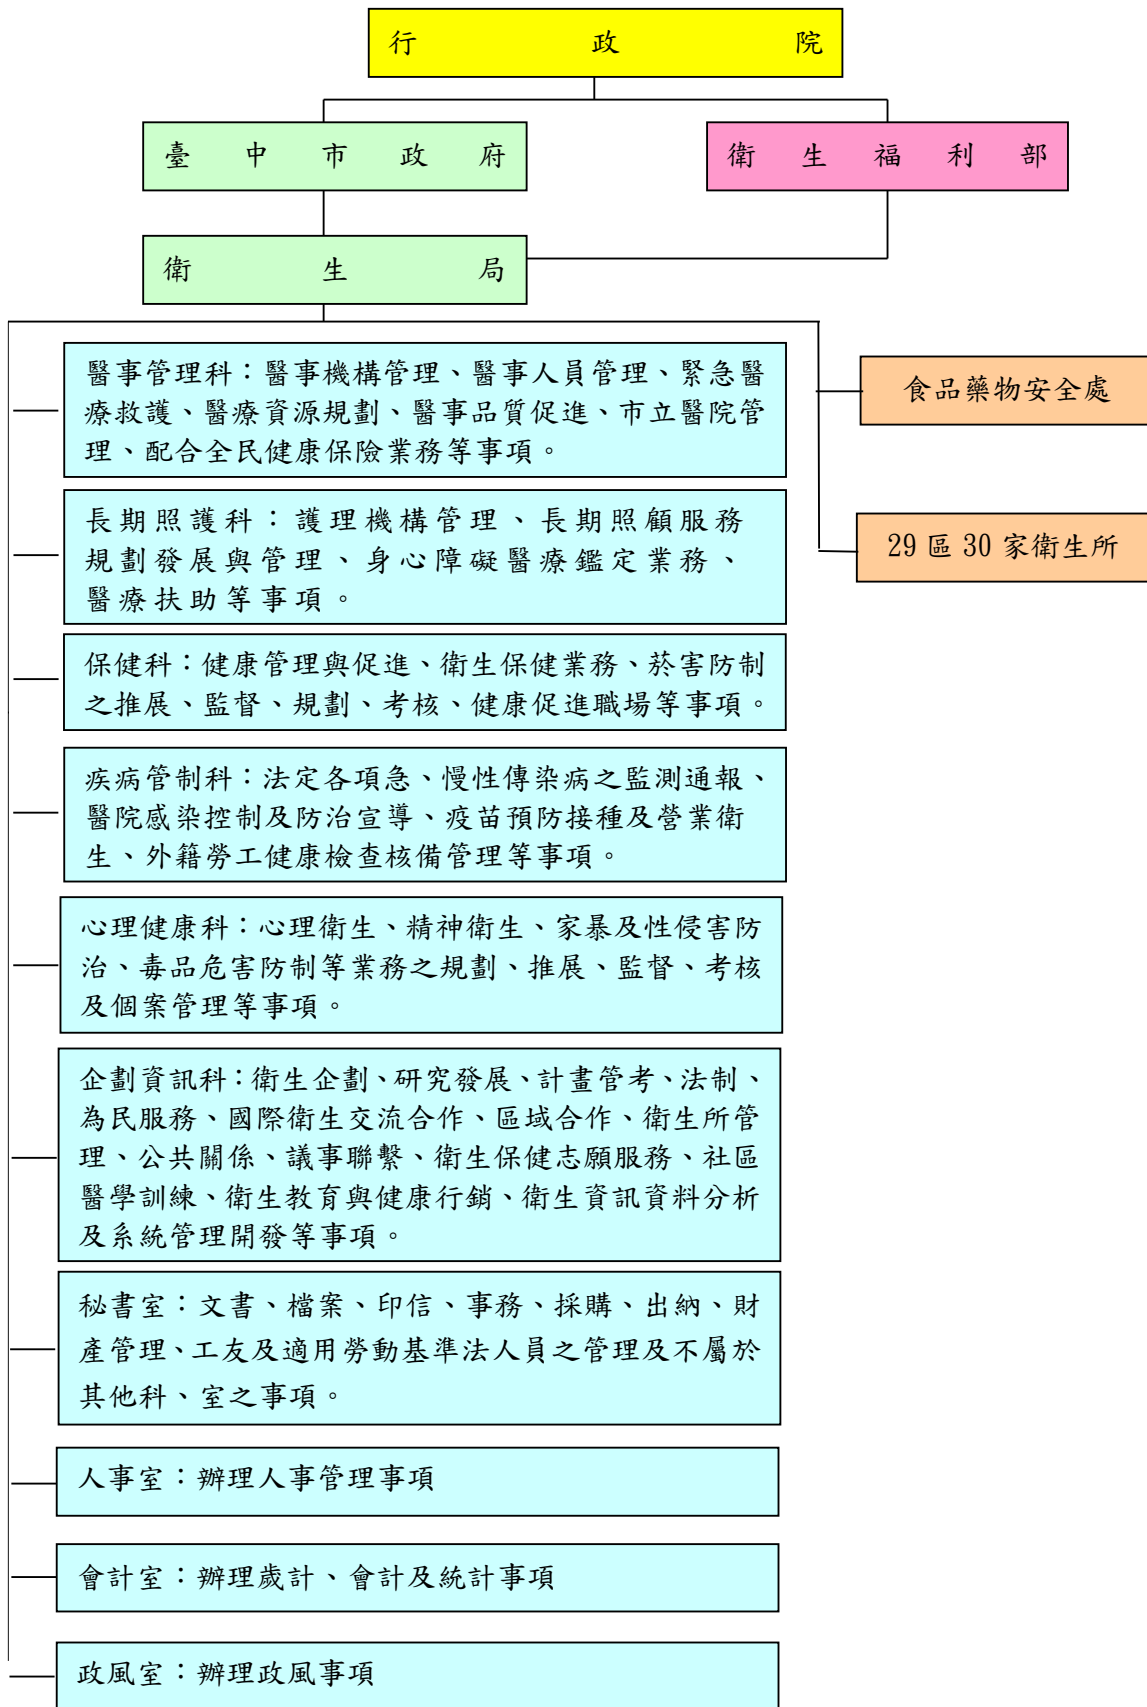 行政院
臺中市政府
衛生福利部
衛生局
醫事管理科：醫事機構管理、醫事人員管理、緊急醫
療救護、醫療資源規劃、醫事品質促進、市立醫院管
理、配合全民健康保險業務等事項。
食品藥物安全處
長期照護科：護理機構管理、長期照顧服務
規劃發展與管理、身心障礙醫療鑑定業務、
醫療扶助等事項。
29 區 30 家衛生所
保健科：健康管理與促進、衛生保健業務、菸害防制
之推展、監督、規劃、考核、健康促進職場等事項。
疾病管制科：法定各項急、慢性傳染病之監測通報、
醫院感染控制及防治宣導、疫苗預防接種及營業衛
生、外籍勞工健康檢查核備管理等事項。
心理健康科：心理衛生、精神衛生、家暴及性侵害防
治、毒品危害防制等業務之規劃、推展、監督、考核
及個案管理等事項。
企劃資訊科：衛生企劃、研究發展、計畫管考、法制、
為民服務、國際衛生交流合作、區域合作、衛生所管
理、公共關係、議事聯繫、衛生保健志願服務、社區
醫學訓練、衛生教育與健康行銷、衛生資訊資料分析
及系統管理開發等事項。
秘書室：文書、檔案、印信、事務、採購、出納、財
產管理、工友及適用勞動基準法人員之管理及不屬於
其他科、室之事項。
人事室：辦理人事管理事項
會計室：辦理歲計、會計及統計事項
政風室：辦理政風事項